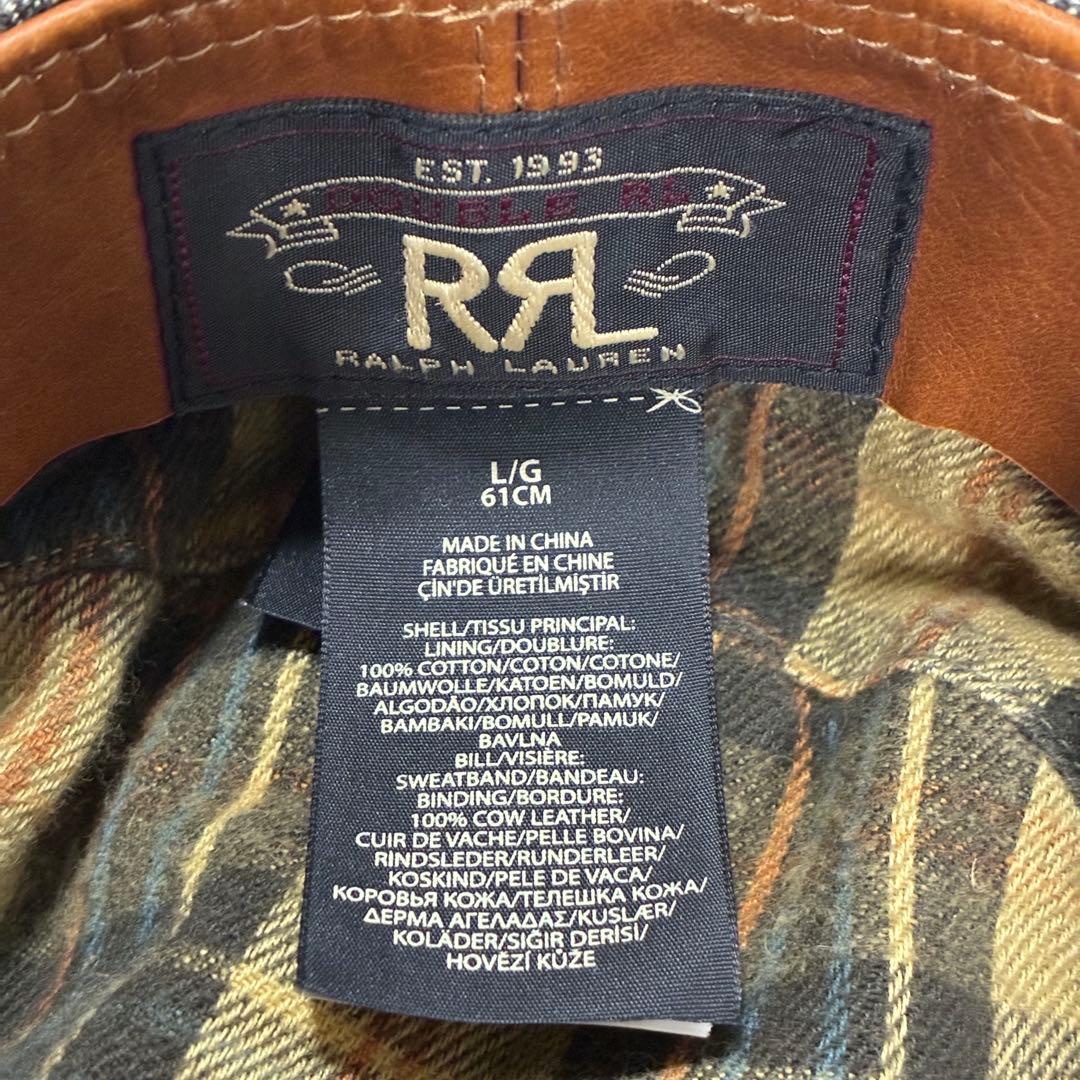 EST. 1993
DOUBLE RL
RRL
RALPH LAUREN
L/G
61CM
MADE IN CHINA
FABRIQUÉ EN CHINE
ÇİN'DE ÜRETİLMİŞTİR
SHELL/TISSU PRINCIPAL:
LINING/DOUBLURE:
100% COTTON/COTON/COTONE/
BAUMWOLLE/KATOEN/BOMULD/
ALGODÃO/ХЛОПОК/ПАМУК/
ΒΑΜΒΑΚΙ/BOMULL/PAMUK/
BAVLNA
BILL/VISIÈRE:
SWEATBAND/BANDEAU:
BINDING/BORDURE:
100% COW LEATHER/
CUIR DE VACHE/PELLE BOVINA/
RINDSLEDER/RUNDERLEER/
KOSKIND/PELE DE VACA/
КОРОВЬЯ КОЖА/ТЕЛЕШКА КОЖА/
ΔΕΡΜΑ ΑΓΕΛΑΔΑΣ/KUSLÆR/
KOLÄDER/SIĞIR DERİSİ/
HOVĚZÍ KŮŽE